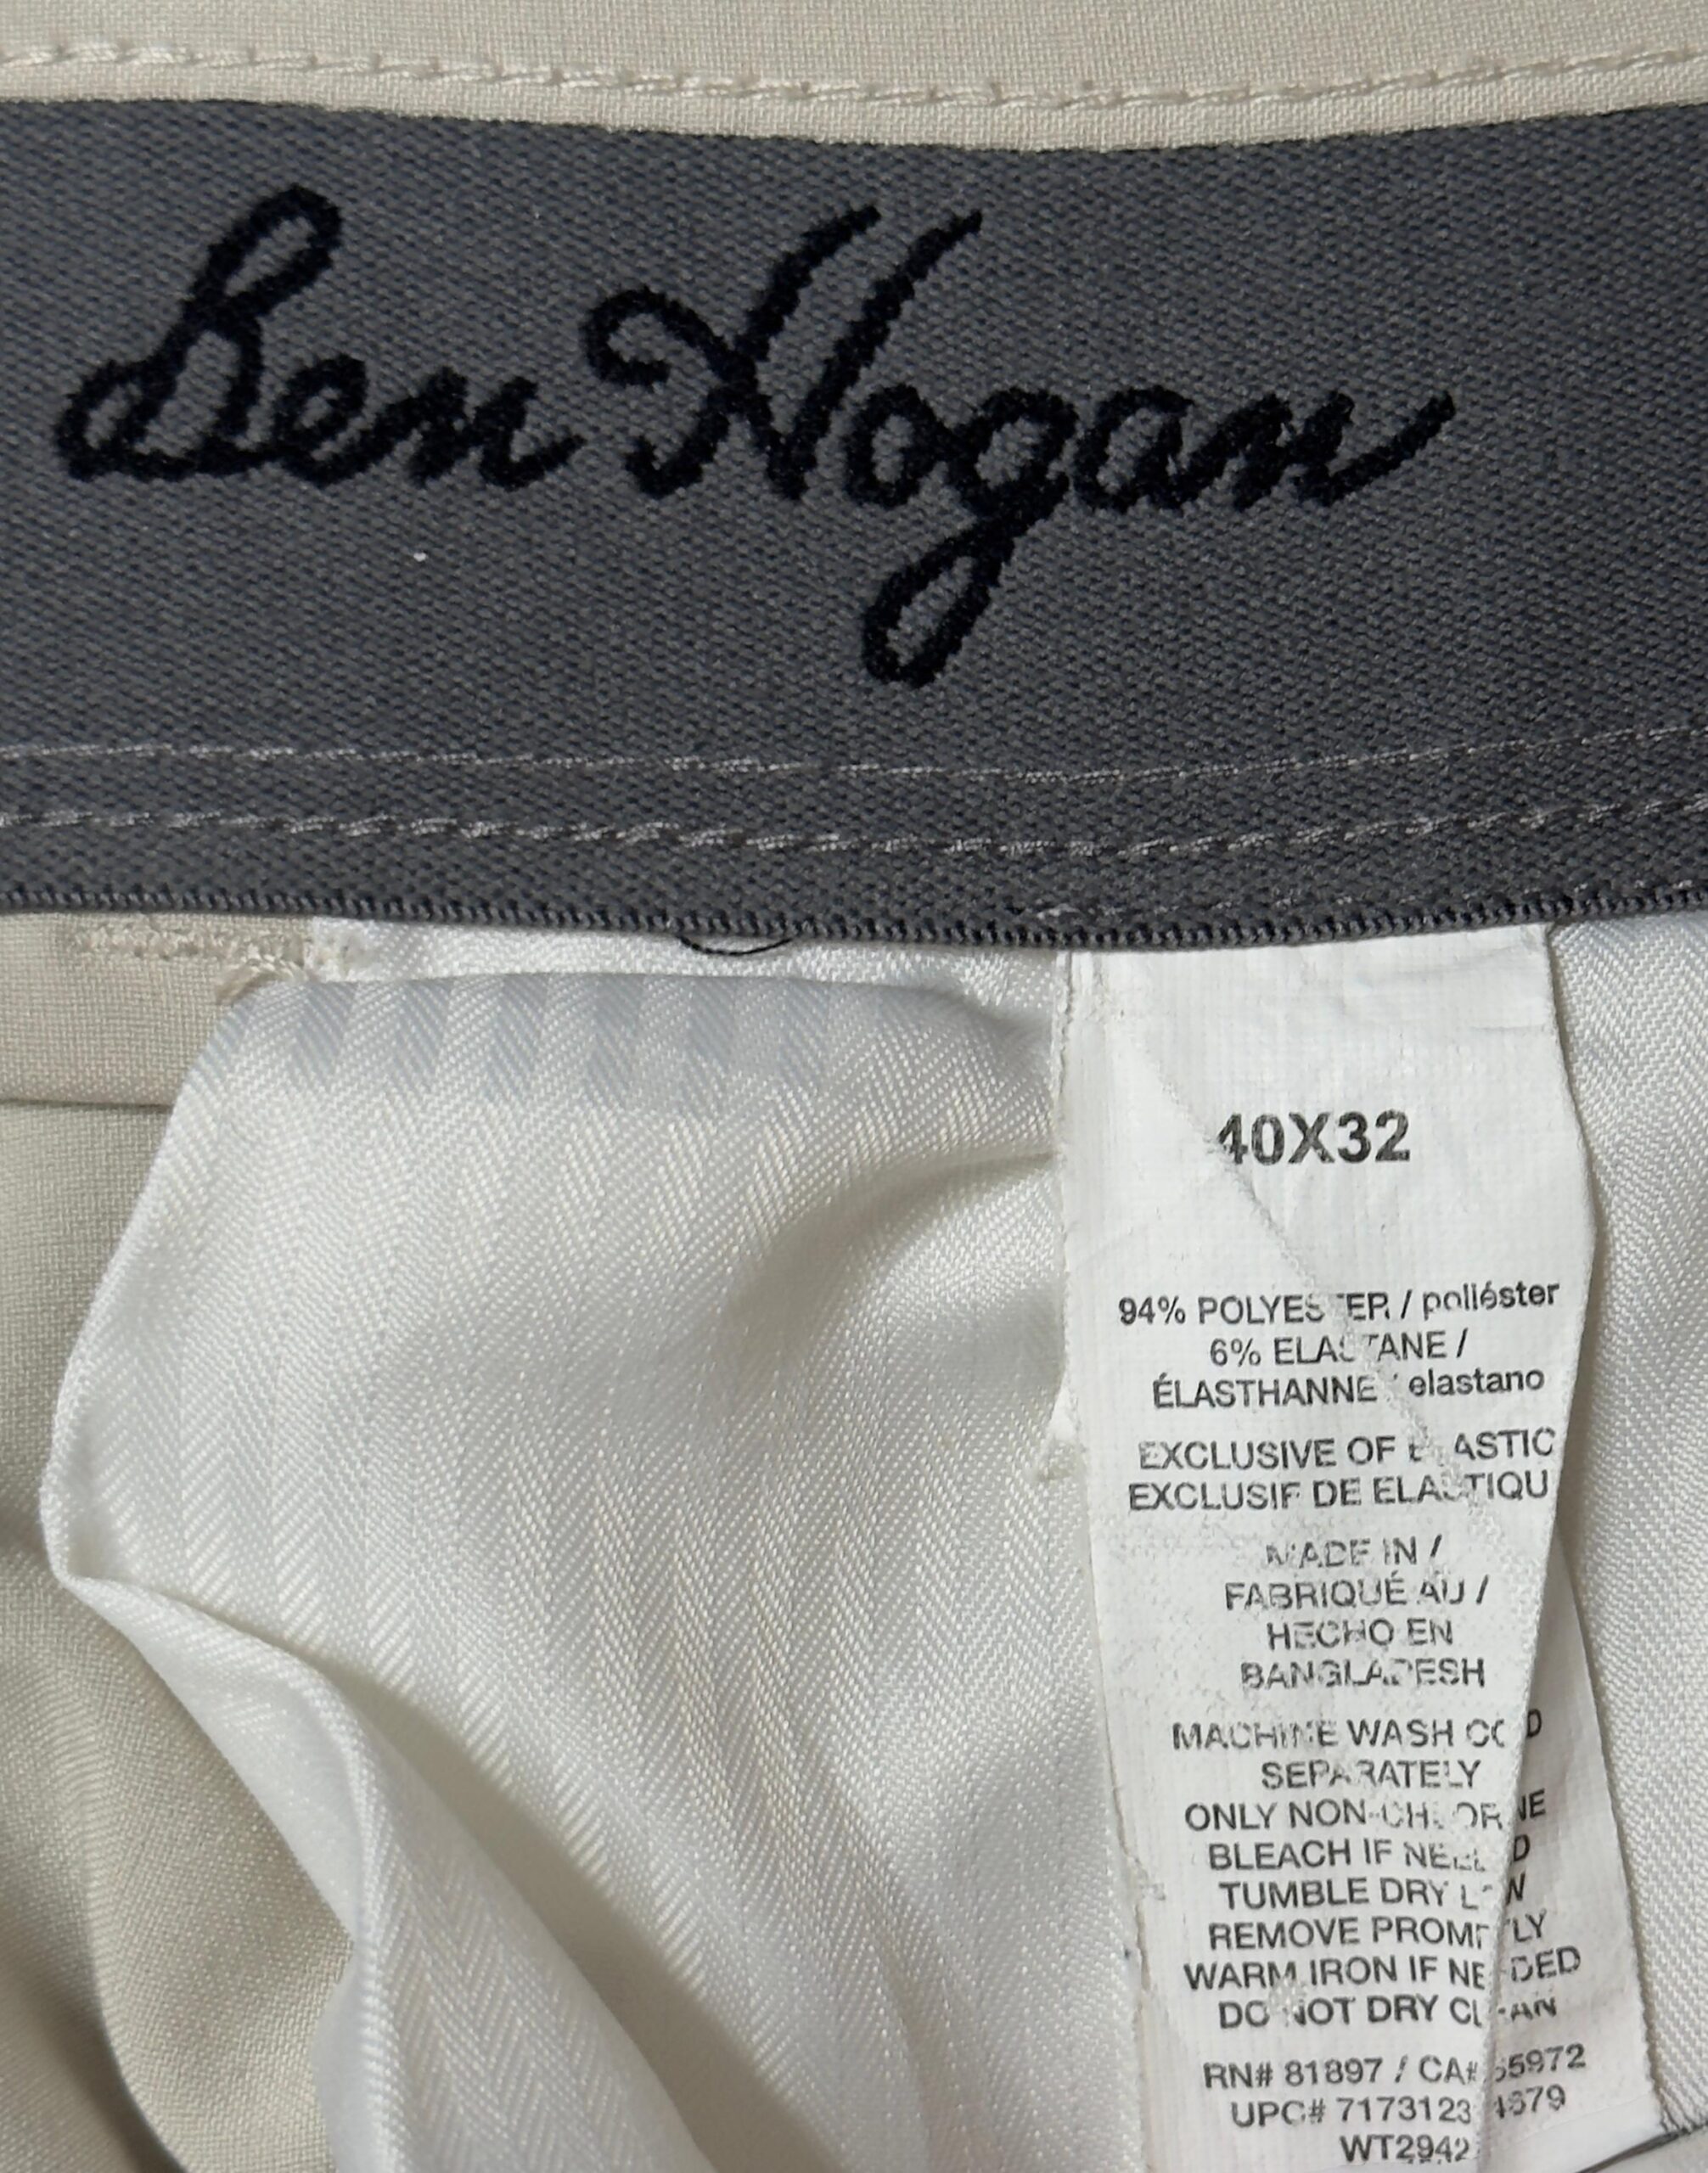 Ben Hogan
40X32
94% POLYESTER / poliéster
6% ELASTANE /
ÉLASTHANNE / elastano
EXCLUSIVE OF ELASTIC
EXCLUSIF DE ELASTIQU
MADE IN /
FABRIQUÉ AU /
HECHO EN
BANGLADESH
MACHINE WASH COLD
SEPARATELY
ONLY NON-CHLORINE
BLEACH IF NEEDED
TUMBLE DRY LOW
REMOVE PROMPTLY
WARM IRON IF NEEDED
DO NOT DRY CLEAN
RN# 81897 / CA#
UPC# 7173123
WT2942